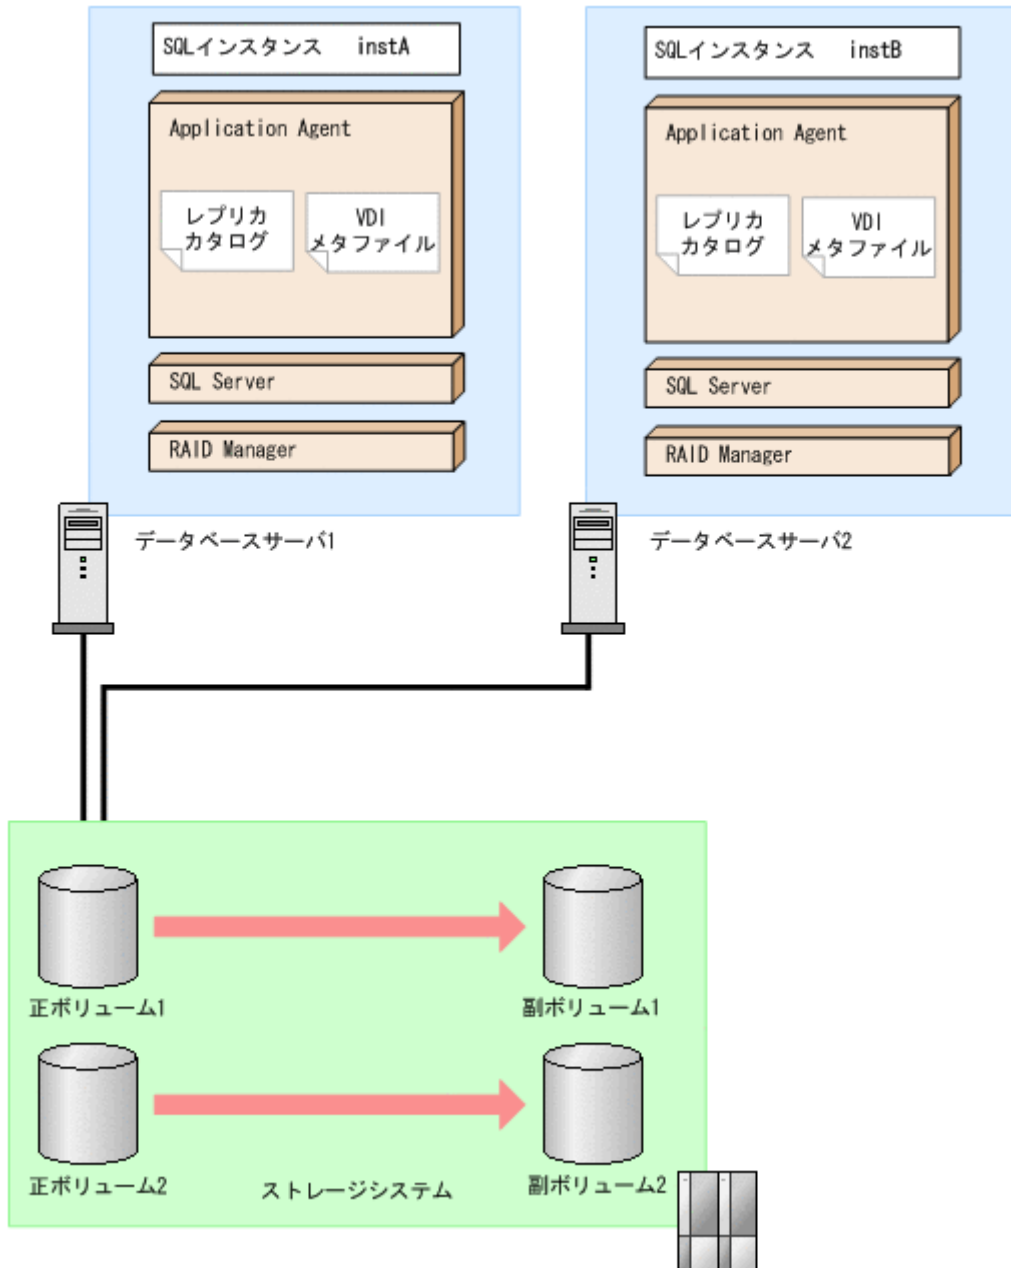 SQLインスタンス instA
Application Agent
レプリカ
カタログ
VDI
メタファイル
SQL Server
RAID Manager
データベースサーバ1
SQLインスタンス instB
Application Agent
レプリカ
カタログ
VDI
メタファイル
SQL Server
RAID Manager
データベースサーバ2
正ボリューム1
副ボリューム1
正ボリューム2
ストレージシステム
副ボリューム2